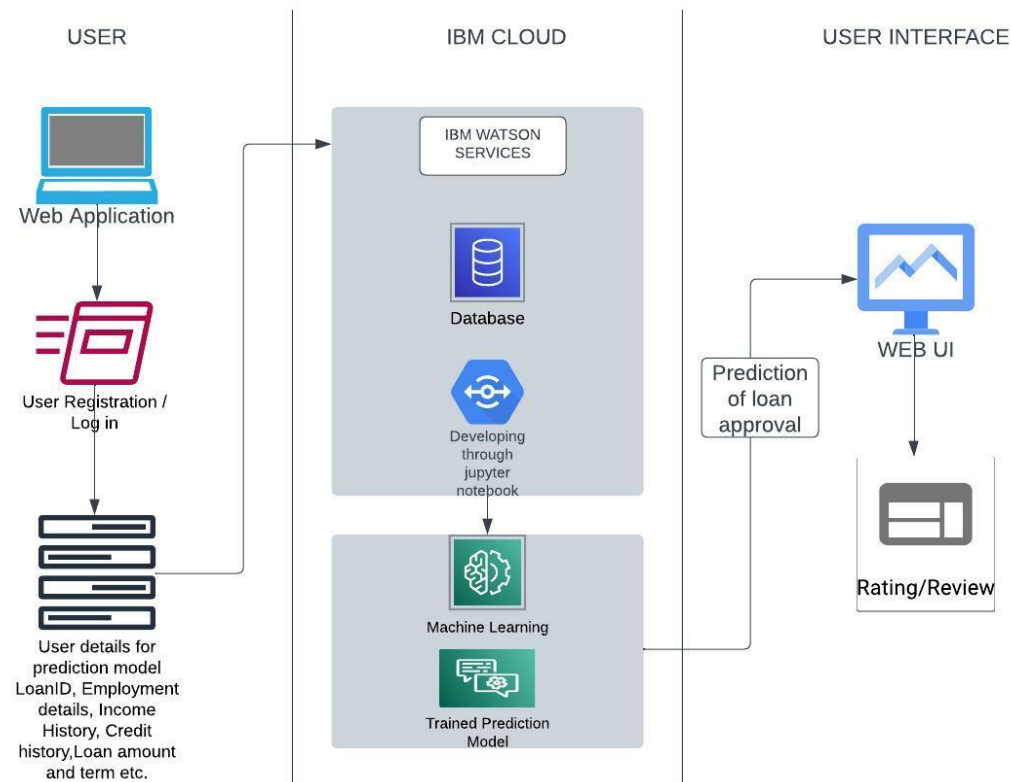 USER
IBM CLOUD
USER INTERFACE
Web Application
User Registration /
Log in
User details for
prediction model
LoanID, Employment
details, Income
History, Credit
history,Loan amount
and term etc.
IBM WATSON
SERVICES
Database
Developing
through
jupyter
notebook
Machine Learning
Trained Prediction
Model
Prediction
of loan
approval
WEB UI
Rating/Review